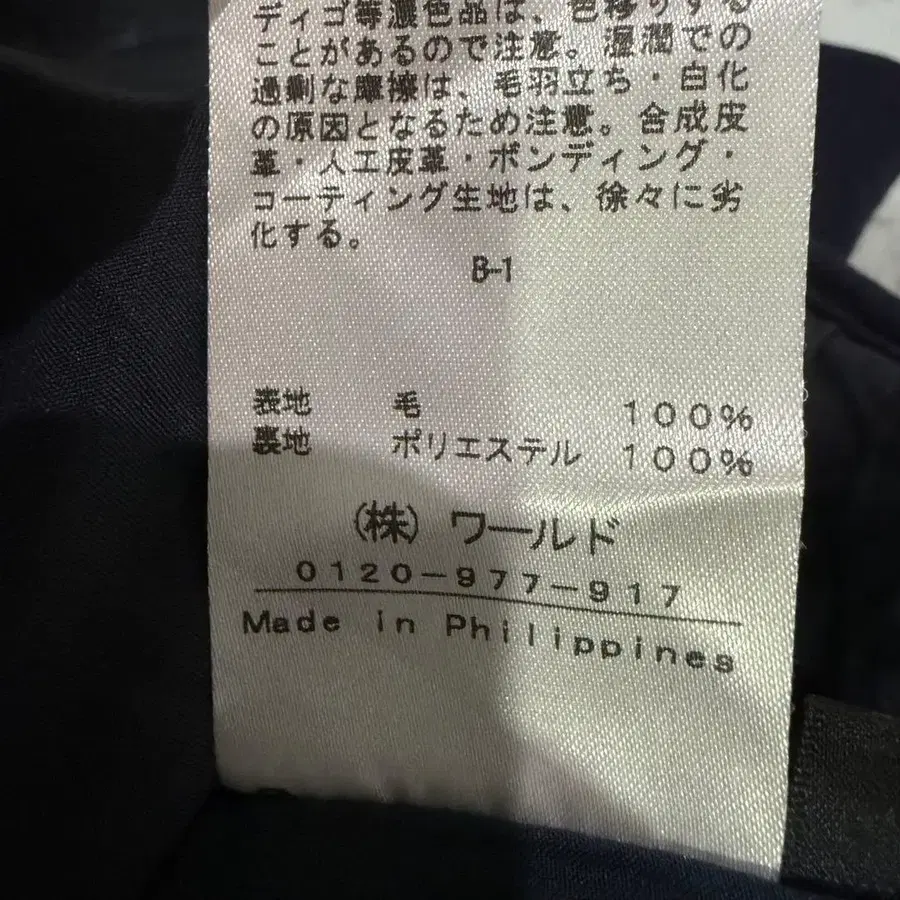 ディゴ等濃色品は、色移りする
ことがあるので注意。湿潤での
過剰な摩擦は、毛羽立ち・白化
の原因となるため注意。合成皮
革・人工皮革・ボンディング・
コーティング生地は、徐々に劣
化する。
B-1
表地 毛 100%
裏地 ポリエステル 100%
(株) ワールド
0120-977-917
Made in Philippines